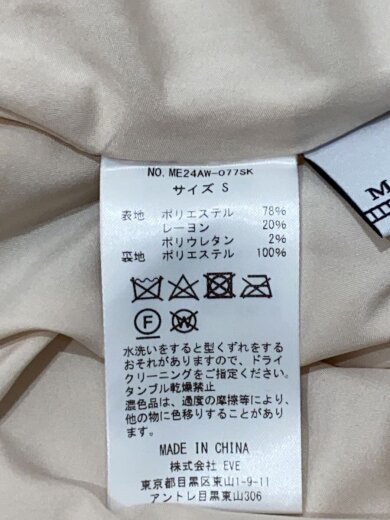 NO. ME24AW-077SK
サイズ S
表地 ポリエステル 78%
レーヨン 20%
ポリウレタン 2%
裏地 ポリエステル 100%
F W
水洗いをすると型くずれをする
おそれがありますので、ドライ
クリーニングをご指定ください。
タンブル乾燥禁止
濃色品は、過度の摩擦等により、
他の物に色移りすることがあり
ます。
MADE IN CHINA
株式会社 EVE
東京都目黒区東山1-9-11
アントレ目黒東山306